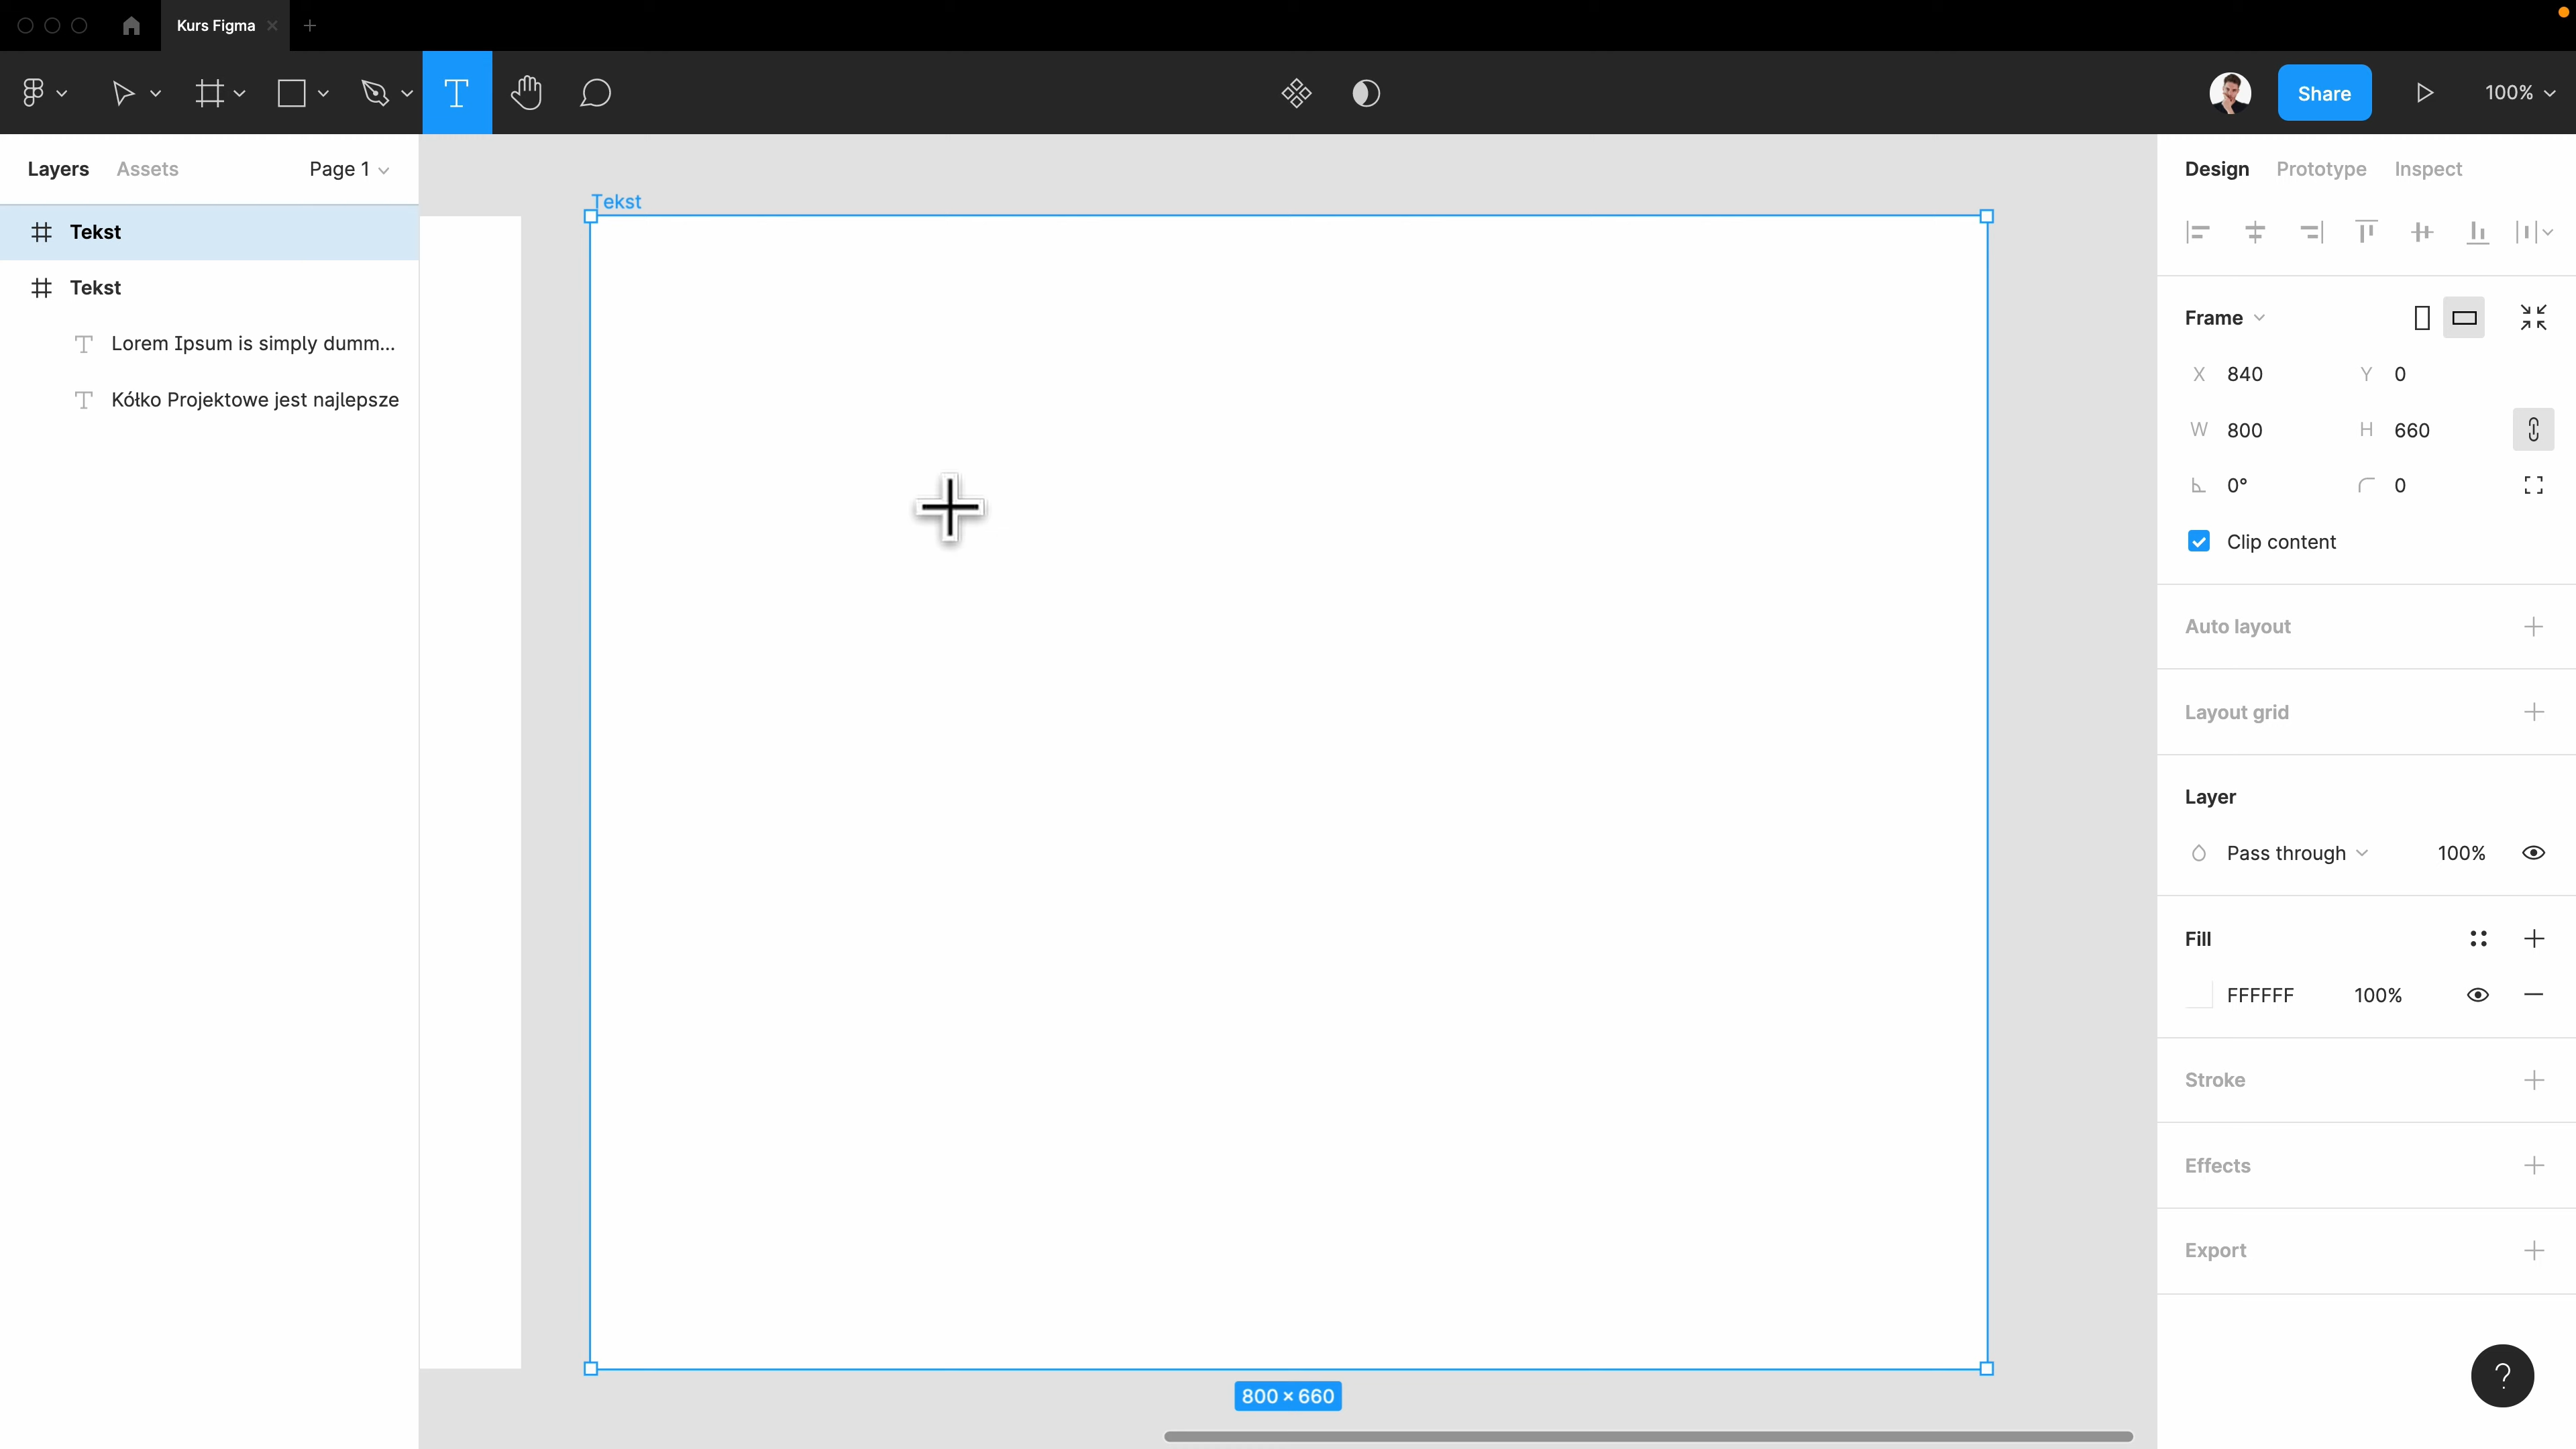 Kurs Figma
Share
100%
Layers
Assets
Page 1
Tekst
Tekst
Lorem Ipsum is simply dumm...
Kółko Projektowe jest najlepsze
Tekst
800 × 660
Design
Prototype
Inspect
Frame
X 840
Y 0
W 800
H 660
0°
0
Clip content
Auto layout
Layout grid
Layer
Pass through
100%
Fill
FFFFFF
100%
Stroke
Effects
Export
?